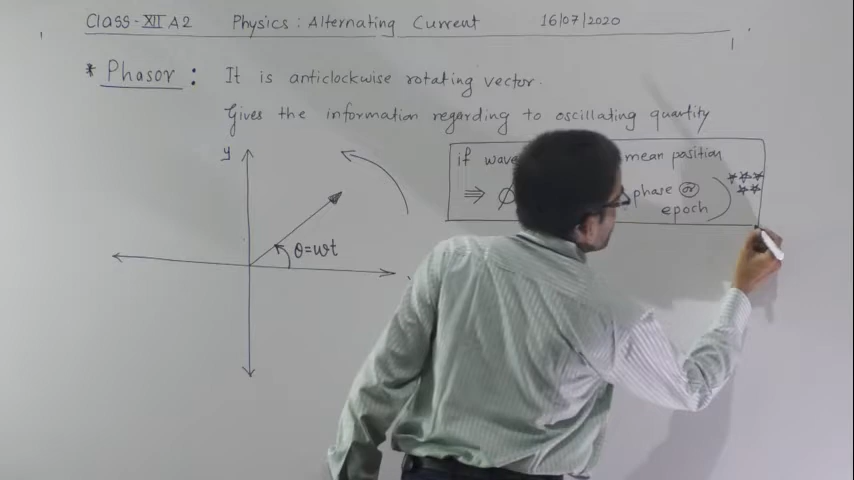 Class - XII A2 Physics : Alternating Current 16/07/2020
* Phasor : It is anticlockwise rotating vector.
Gives the information regarding to oscillating quantity
y
θ=wt
if wave mean position
⇒ phase or
epoch)